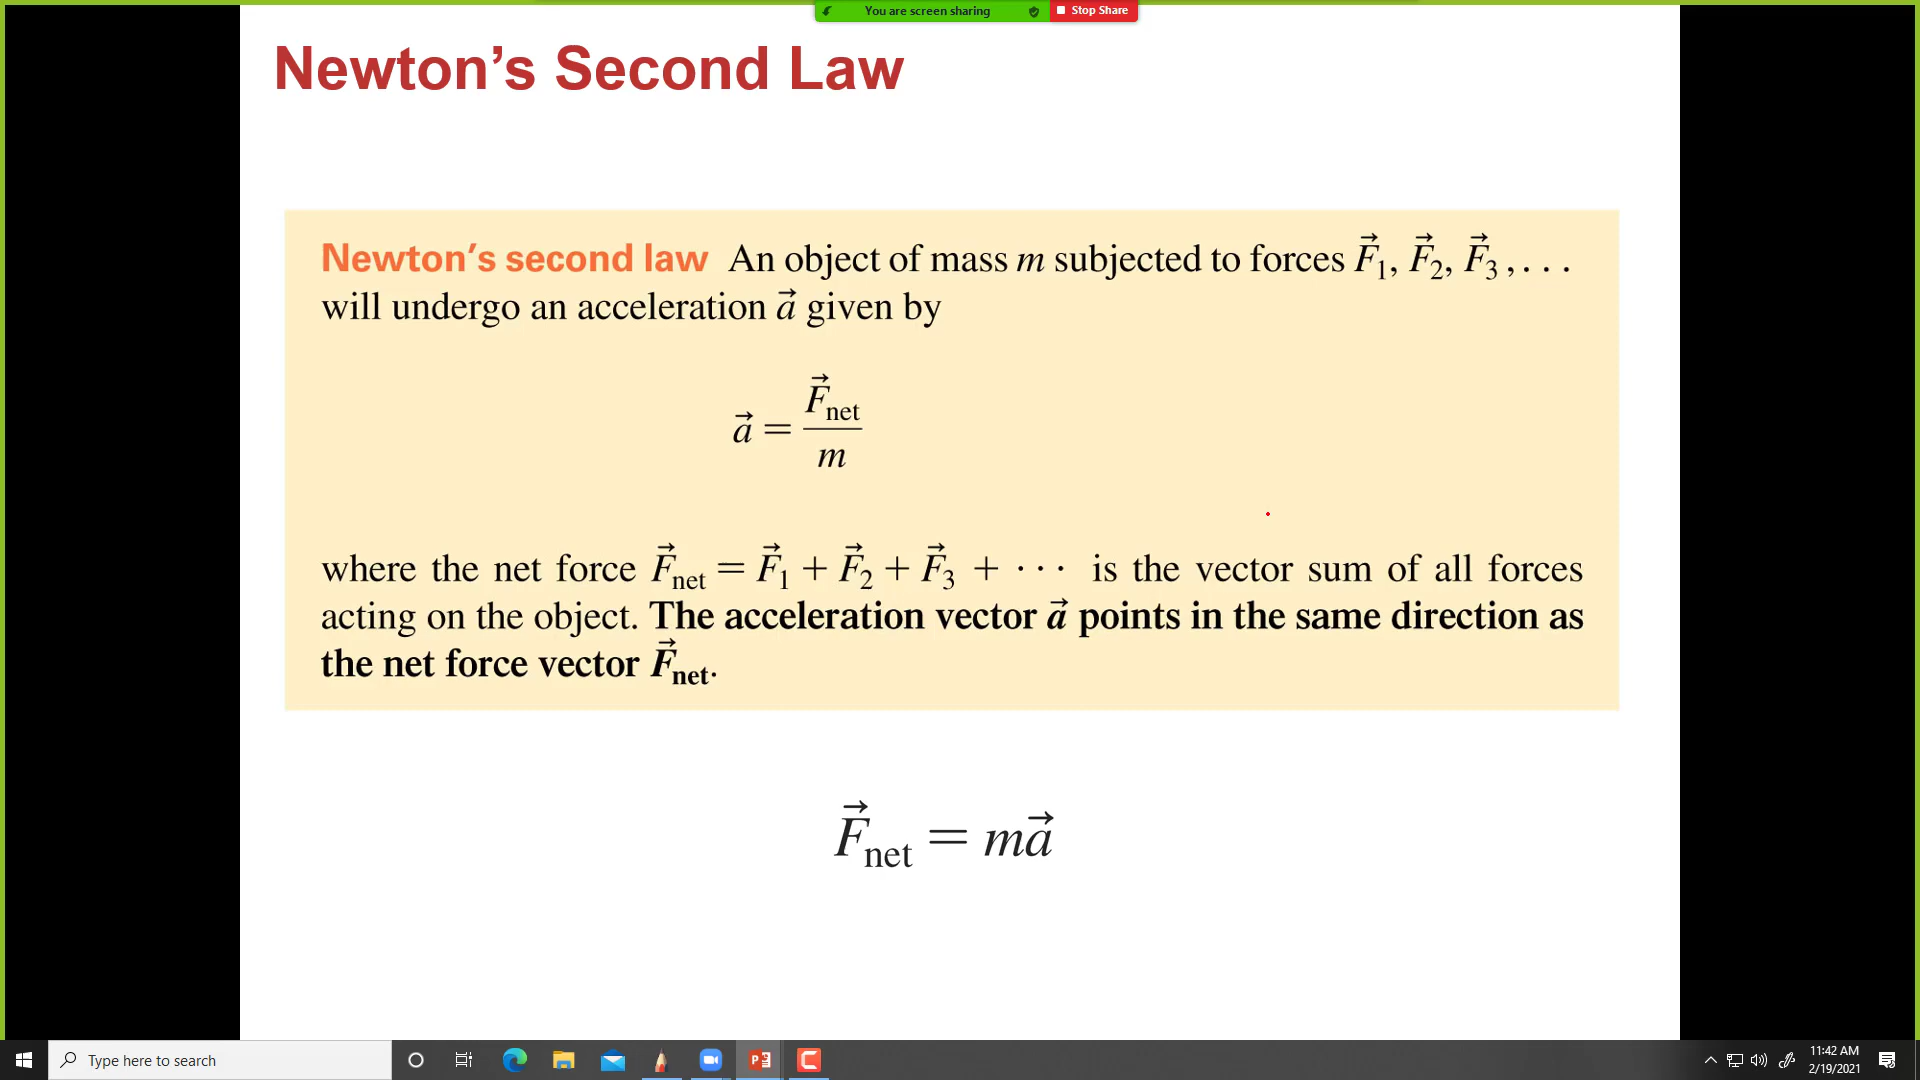 You are screen sharing
Stop Share
Newton’s Second Law
Newton’s second law An object of mass m subjected to forces F⃗₁, F⃗₂, F⃗₃, . . .
will undergo an acceleration a⃗ given by
a⃗ = F⃗net / m
where the net force F⃗net = F⃗₁ + F⃗₂ + F⃗₃ + · · · is the vector sum of all forces
acting on the object. The acceleration vector a⃗ points in the same direction as
the net force vector F⃗net.
F⃗net = ma⃗
Type here to search
11:42 AM
2/19/2021